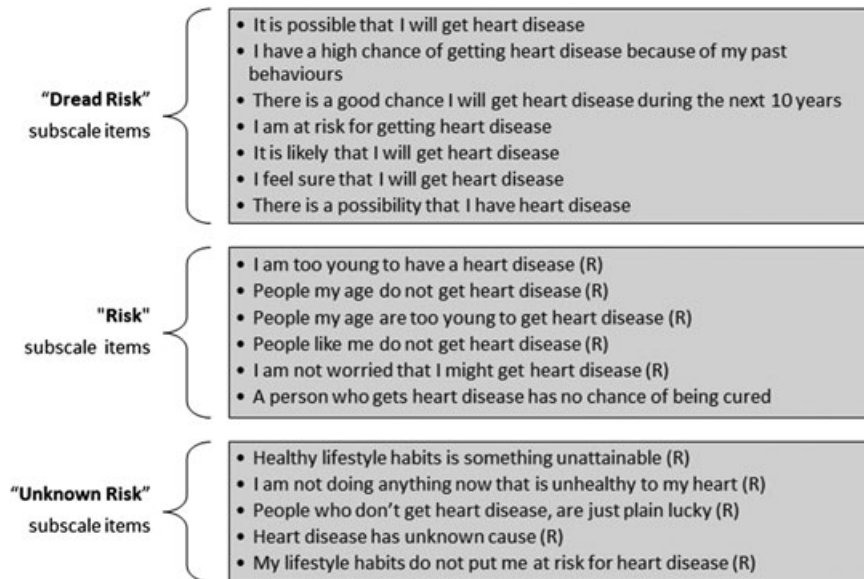 “Dread Risk”
subscale items
• It is possible that I will get heart disease
• I have a high chance of getting heart disease because of my past
behaviours
• There is a good chance I will get heart disease during the next 10 years
• I am at risk for getting heart disease
• It is likely that I will get heart disease
• I feel sure that I will get heart disease
• There is a possibility that I have heart disease
"Risk"
subscale items
• I am too young to have a heart disease (R)
• People my age do not get heart disease (R)
• People my age are too young to get heart disease (R)
• People like me do not get heart disease (R)
• I am not worried that I might get heart disease (R)
• A person who gets heart disease has no chance of being cured
“Unknown Risk”
subscale items
• Healthy lifestyle habits is something unattainable (R)
• I am not doing anything now that is unhealthy to my heart (R)
• People who don’t get heart disease, are just plain lucky (R)
• Heart disease has unknown cause (R)
• My lifestyle habits do not put me at risk for heart disease (R)